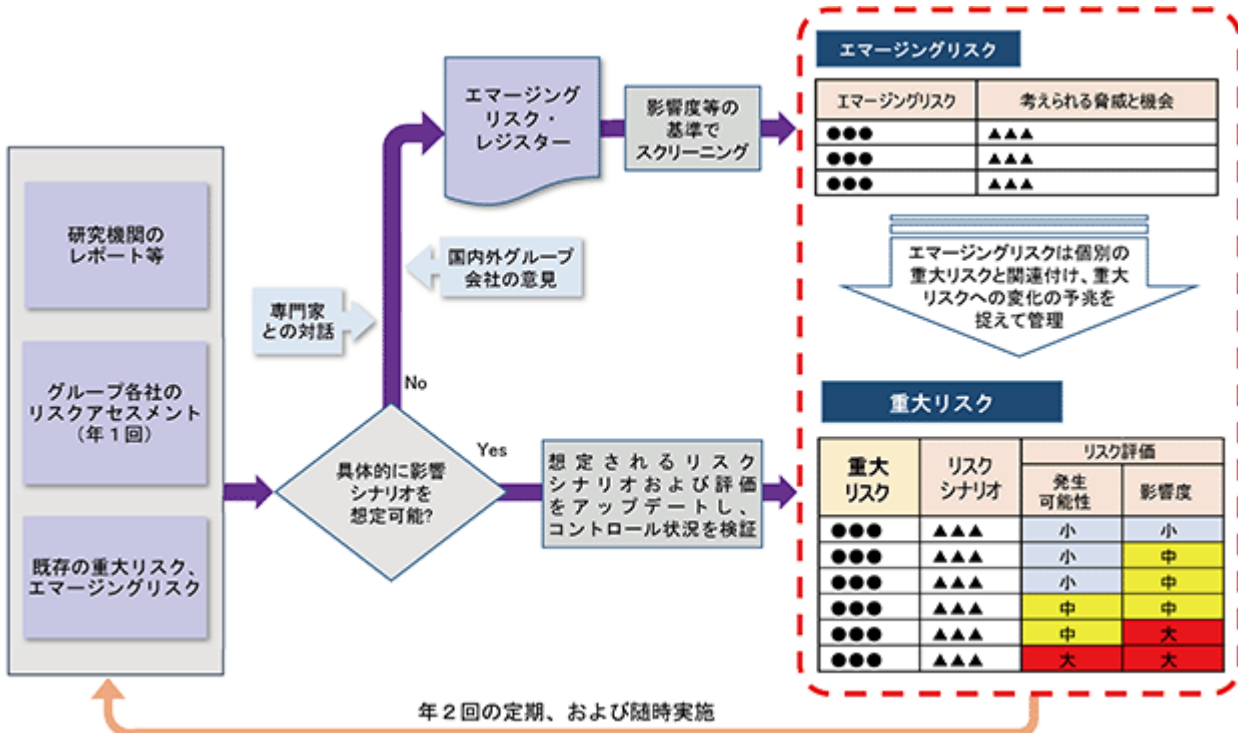 研究機関の
レポート等
グループ各社の
リスクアセスメント
(年1回)
既存の重大リスク、
エマージングリスク
具体的に影響
シナリオを
想定可能?
No
Yes
専門家
との対話
国内外グループ
会社の意見
エマージング
リスク・
レジスター
影響度等の
基準で
スクリーニング
想定されるリスク
シナリオおよび評価
をアップデートし、
コントロール状況を検証
エマージングリスク
エマージングリスク 考えられる脅威と機会
●●● ▲▲▲
●●● ▲▲▲
●●● ▲▲▲
エマージングリスクは個別の
重大リスクと関連付け、重大
リスクへの変化の予兆を
捉えて管理
重大リスク
重大
リスク
リスク
シナリオ
リスク評価
発生
可能性
影響度
●●● ▲▲▲ 小 小
●●● ▲▲▲ 小 中
●●● ▲▲▲ 小 中
●●● ▲▲▲ 中 中
●●● ▲▲▲ 中 大
●●● ▲▲▲ 大 大
年2回の定期、および随時実施